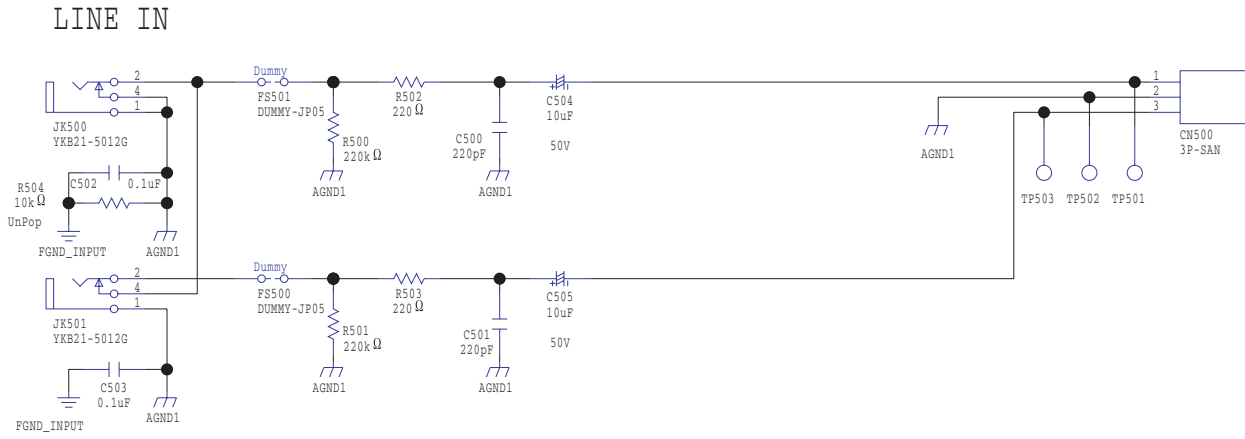 LINE IN
2
4
1
JK500
YKB21-5012G
Dummy
FS501
DUMMY-JP05
R500
220kΩ
AGND1
R502
220Ω
C500
220pF
AGND1
C504
10uF
50V
1
2
3
AGND1
CN500
3P-SAN
TP503
TP502
TP501
C502
0.1uF
R504
10kΩ
UnPop
FGND_INPUT
AGND1
2
4
1
JK501
YKB21-5012G
Dummy
FS500
DUMMY-JP05
R501
220kΩ
AGND1
R503
220Ω
C501
220pF
AGND1
C505
10uF
50V
C503
0.1uF
FGND_INPUT
AGND1